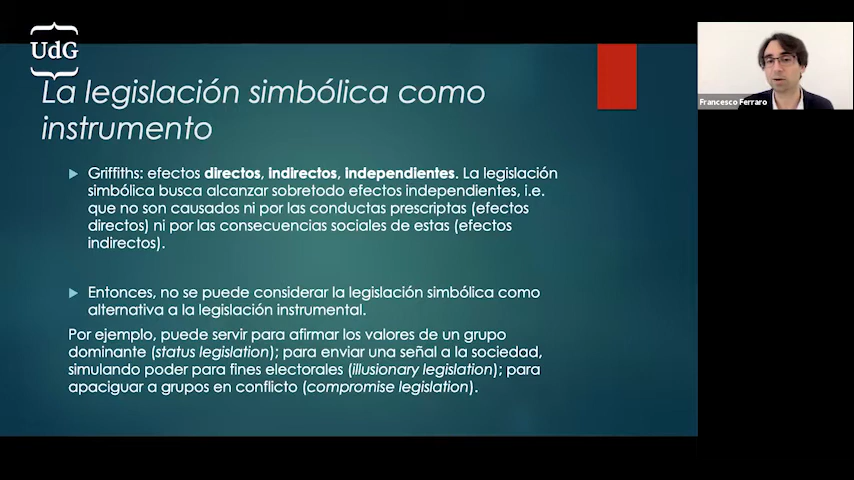 UdG
La legislación simbólica como
instrumento
Griffiths: efectos directos, indirectos, independientes. La legislación
simbólica busca alcanzar sobretodo efectos independientes, i.e.
que no son causados ni por las conductas prescriptas (efectos
directos) ni por las consecuencias sociales de estas (efectos
indirectos).
Entonces, no se puede considerar la legislación simbólica como
alternativa a la legislación instrumental.
Por ejemplo, puede servir para afirmar los valores de un grupo
dominante (status legislation); para enviar una señal a la sociedad,
simulando poder para fines electorales (illusionary legislation); para
apaciguar a grupos en conflicto (compromise legislation).
Francesco Ferraro